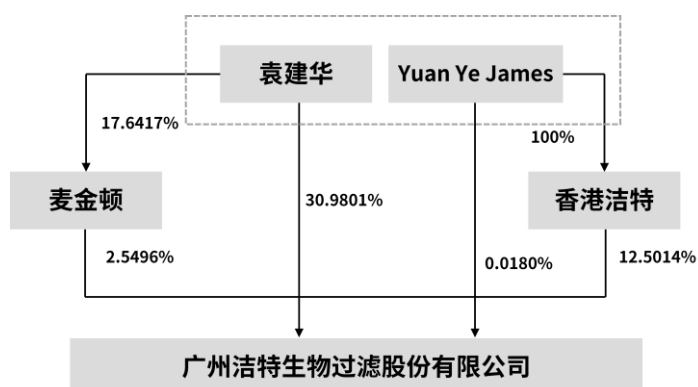 袁建华
Yuan Ye James
17.6417%
100%
麦金顿
30.9801%
香港洁特
2.5496%
0.0180%
12.5014%
广州洁特生物过滤股份有限公司